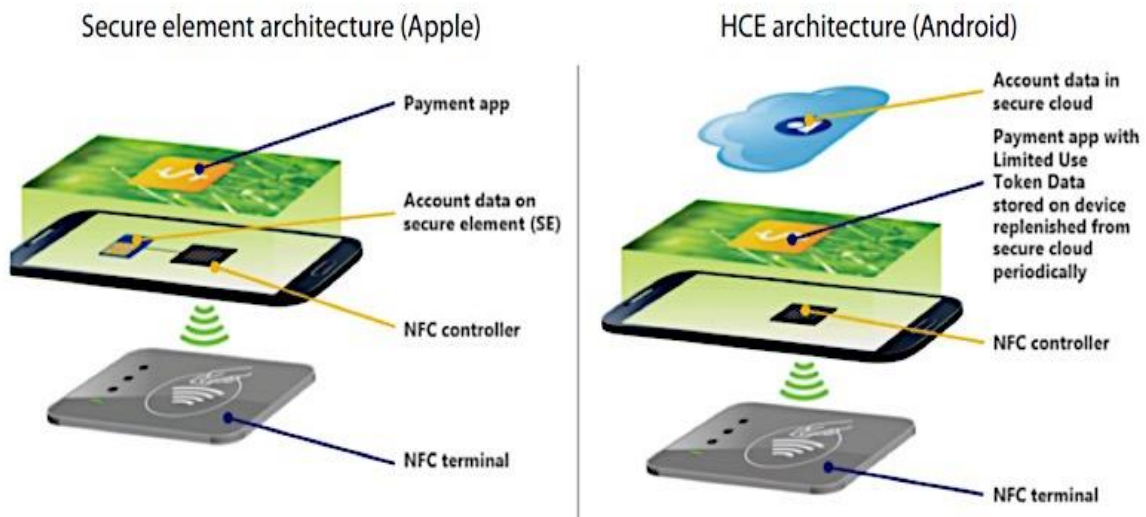 Secure element architecture (Apple)
Payment app
Account data on
secure element (SE)
NFC controller
NFC terminal
HCE architecture (Android)
Account data in
secure cloud
Payment app with
Limited Use
Token Data
stored on device
replenished from
secure cloud
periodically
NFC controller
NFC terminal